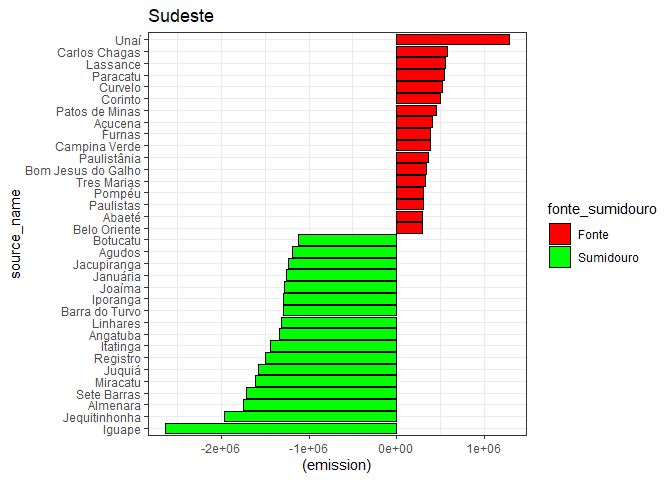 Sudeste
Unaí
Carlos Chagas
Lassance
Paracatu
Curvelo
Corinto
Patos de Minas
Açucena
Furnas
Campina Verde
Paulistânia
Bom Jesus do Galho
Tres Marias
Pompéu
Paulistas
Abaeté
Belo Oriente
Botucatu
Agudos
Jacupiranga
Januária
Joaíma
Iporanga
Barra do Turvo
Linhares
Angatuba
Itatinga
Registro
Juquiá
Miracatu
Sete Barras
Almenara
Jequitinhonha
Iguape
source_name
-2e+06 -1e+06 0e+00 1e+06
(emission)
fonte_sumidouro
Fonte
Sumidouro